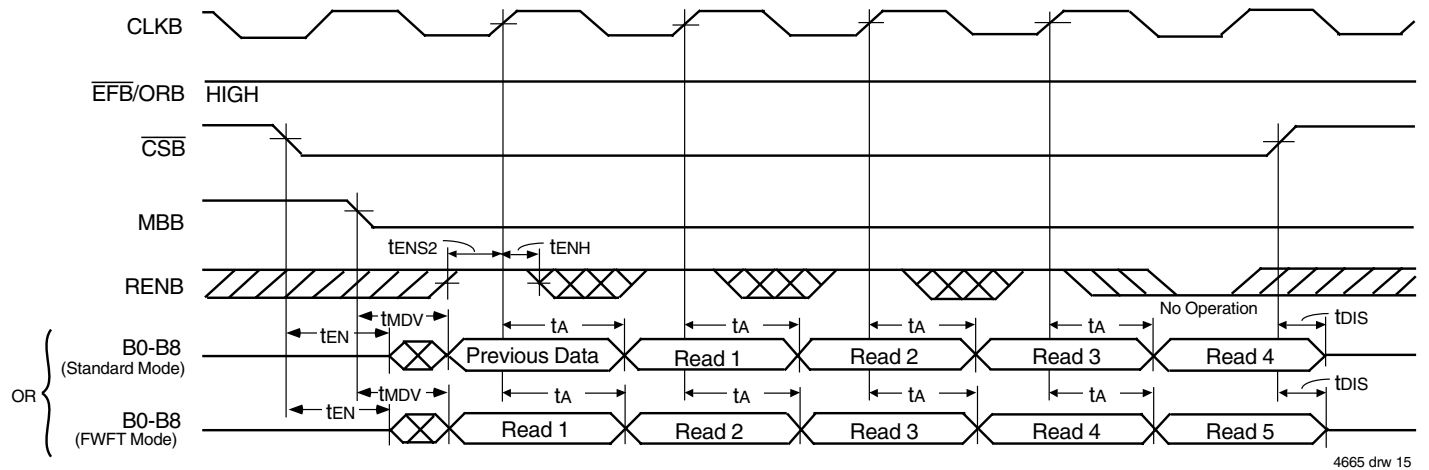 CLKB
EFB/ORB HIGH
CSB
MBB
tENS2 tENH
RENB
No Operation
tEN tMDV tA tA tA tA tDIS
B0-B8
(Standard Mode)
Previous Data Read 1 Read 2 Read 3 Read 4
OR
tEN tMDV tA tA tA tA tDIS
B0-B8
(FWFT Mode)
Read 1 Read 2 Read 3 Read 4 Read 5
4665 drw 15